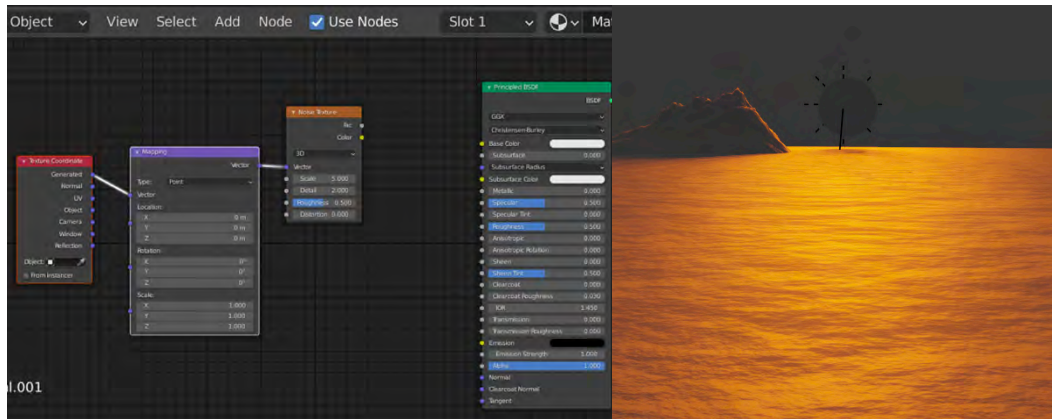 Object View Select Add Node Use Nodes Slot 1 Mat
Texture Coordinate
Generated
Normal
UV
Object
Camera
Window
Reflection
Object:
From Instancer
Mapping
Vector
Type: Point
Vector
Location:
X 0 m
Y 0 m
Z 0 m
Rotation:
X 0°
Y 0°
Z 0°
Scale:
X 1.000
Y 1.000
Z 1.000
Noise Texture
Fac
Color
3D
Vector
Scale 5.000
Detail 2.000
Roughness 0.500
Distortion 0.000
Principled BSDF
BSDF
GGX
Christensen-Burley
Base Color
Subsurface 0.000
Subsurface Radius
Subsurface Color
Metallic 0.000
Specular 0.500
Specular Tint 0.000
Roughness 0.500
Anisotropic 0.000
Anisotropic Rotation 0.000
Sheen 0.000
Sheen Tint 0.500
Clearcoat 0.000
Clearcoat Roughness 0.030
IOR 1.450
Transmission 0.000
Transmission Roughness 0.000
Emission
Emission Strength 1.000
Alpha 1.000
Normal
Clearcoat Normal
Tangent
al.001